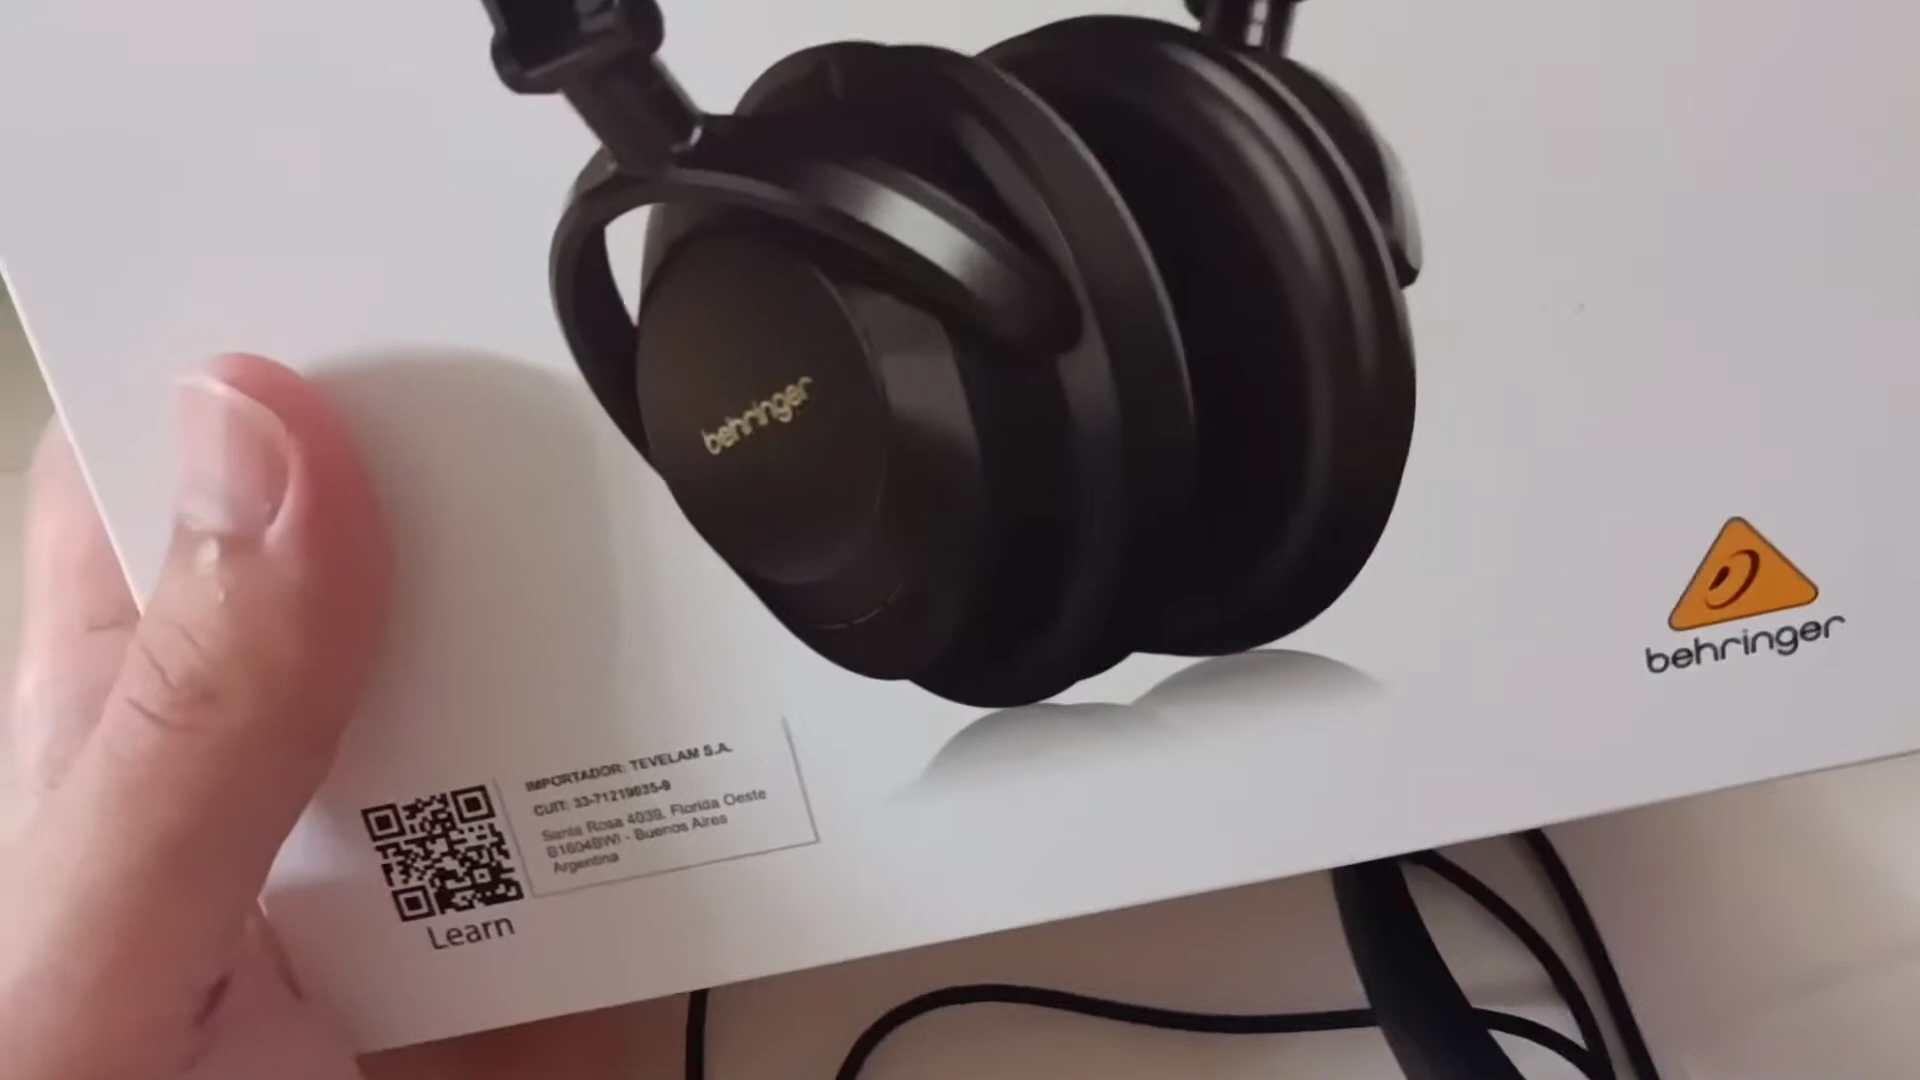 behringer
behringer
IMPORTADOR: TEVELAM S.A.
CUIT: 33-71219035-9
Santa Rosa 4039, Florida Oeste
B1604BWI - Buenos Aires
Argentina
Learn